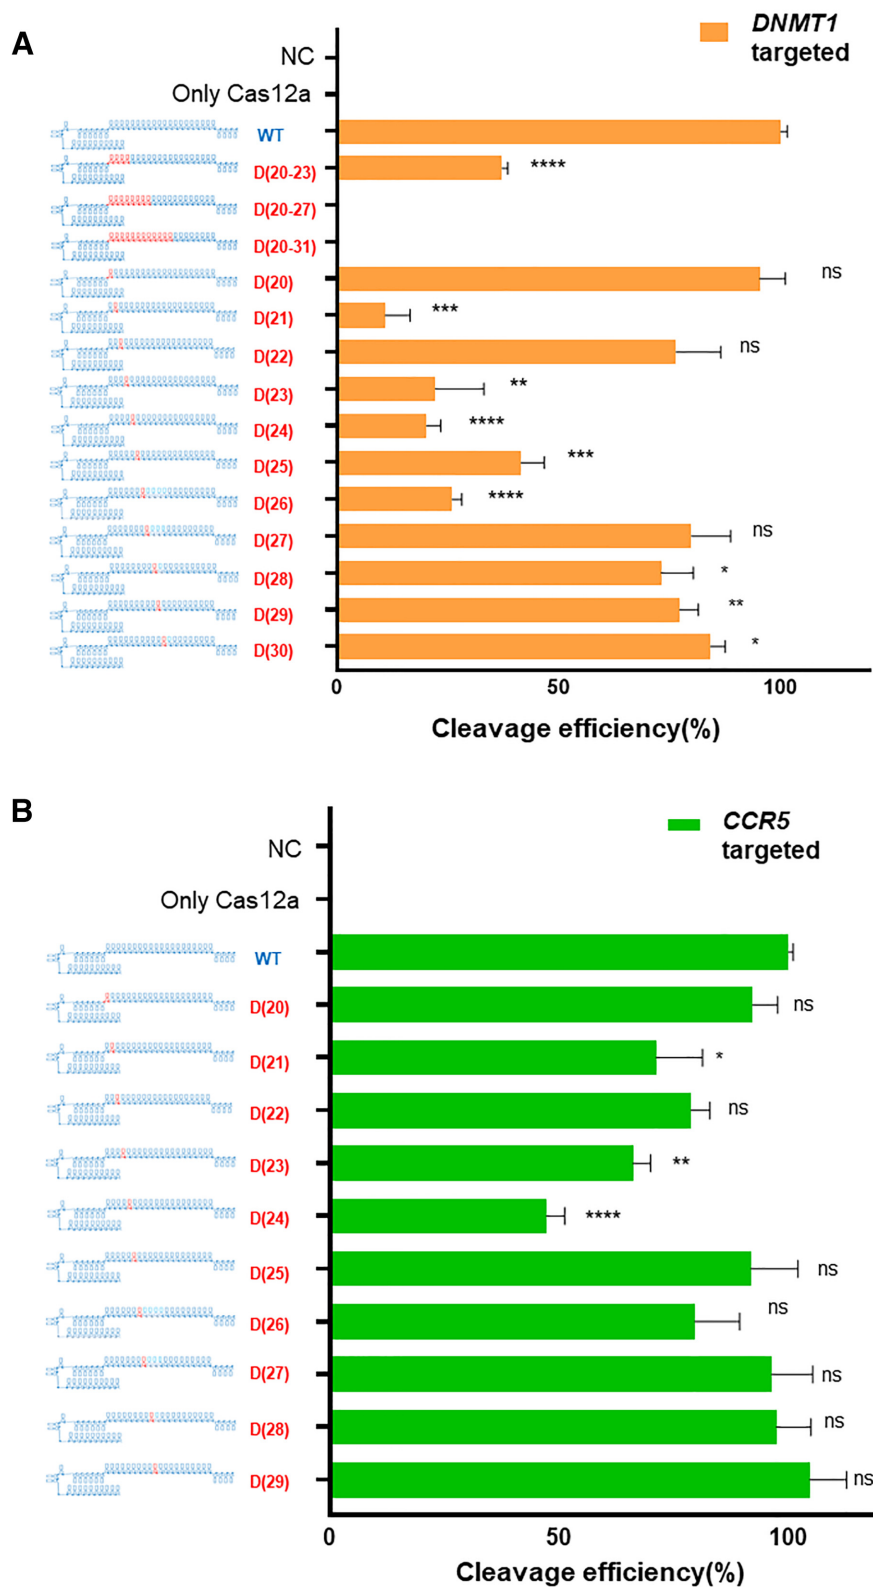 A
DNMT1
targeted
NC
Only Cas12a
WT
D(20-23) ****
D(20-27)
D(20-31)
D(20) ns
D(21) ***
D(22) ns
D(23) **
D(24) ****
D(25) ***
D(26) ****
D(27) ns
D(28) *
D(29) **
D(30) *
0 50 100
Cleavage efficiency(%)
B
CCR5
targeted
NC
Only Cas12a
WT
D(20) ns
D(21) *
D(22) ns
D(23) **
D(24) ****
D(25) ns
D(26) ns
D(27) ns
D(28) ns
D(29) ns
0 50 100
Cleavage efficiency(%)